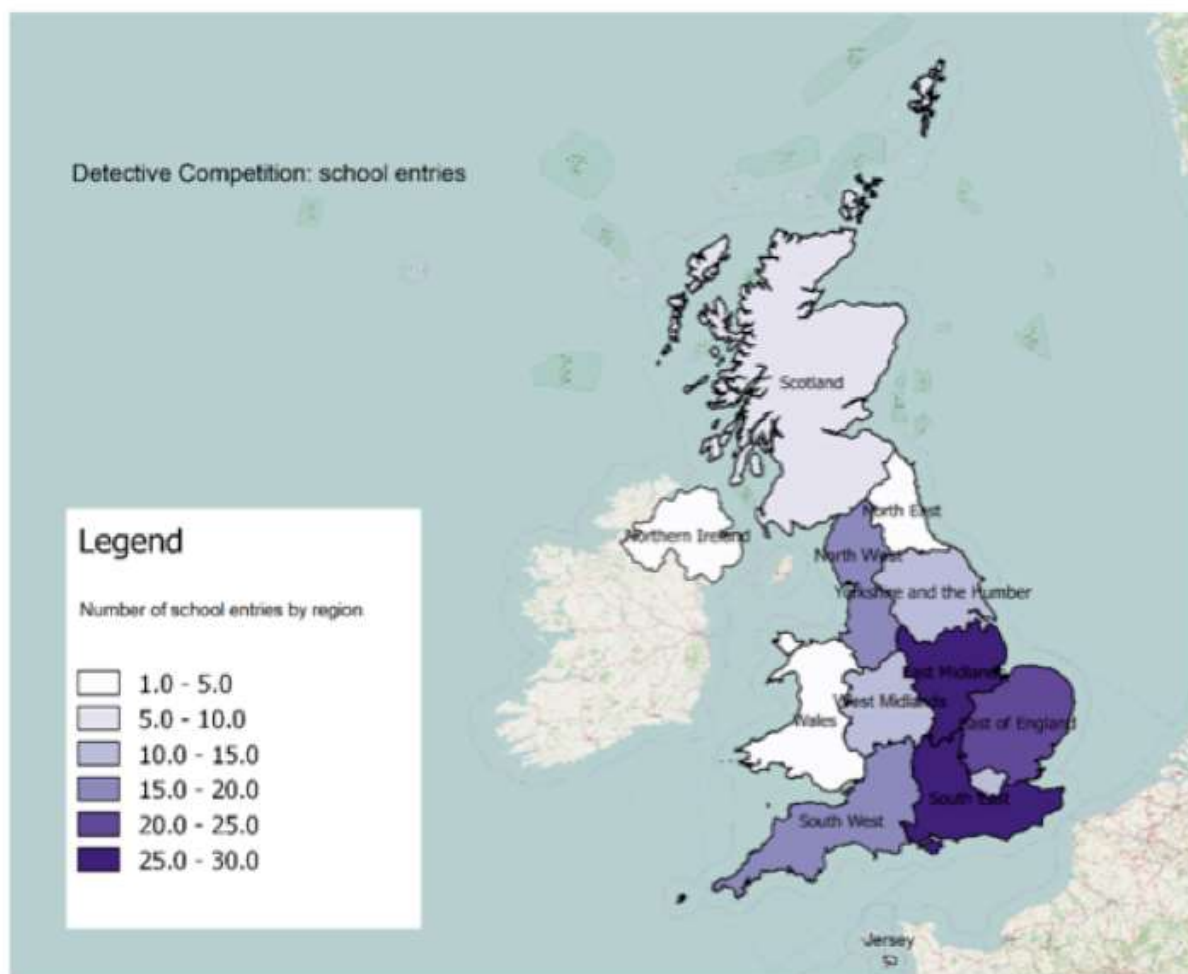 Detective Competition: school entries
Scotland
North East
Northern Ireland
North West
Yorkshire and the Humber
East Midlands
West Midlands
Wales
East of England
South East
South West
Jersey
Legend
Number of school entries by region
1.0 - 5.0
5.0 - 10.0
10.0 - 15.0
15.0 - 20.0
20.0 - 25.0
25.0 - 30.0